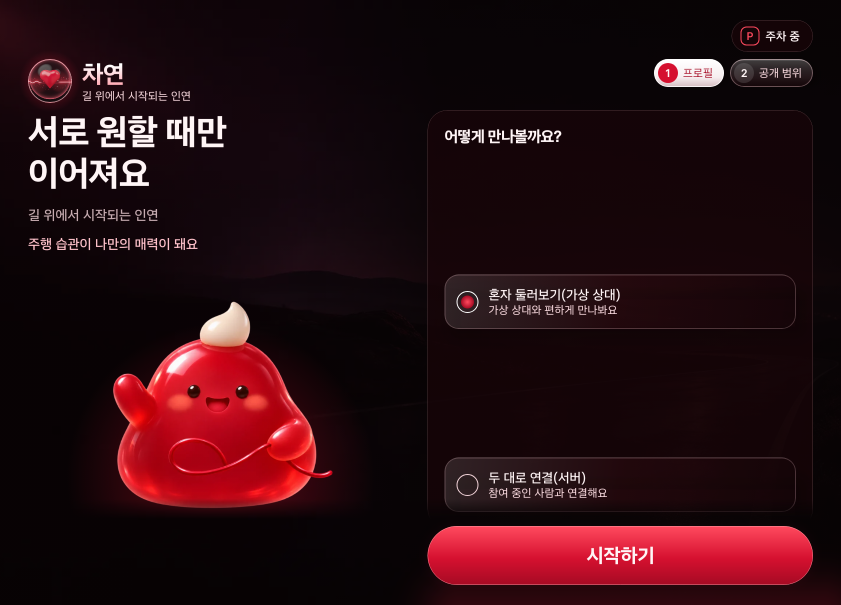 P 주차 중
차연
길 위에서 시작되는 인연
1 프로필
2 공개 범위
서로 원할 때만
이어져요
길 위에서 시작되는 인연
주행 습관이 나만의 매력이 돼요
어떻게 만나볼까요?
혼자 둘러보기(가상 상대)
가상 상대와 편하게 만나봐요
두 대로 연결(서버)
참여 중인 사람과 연결해요
시작하기